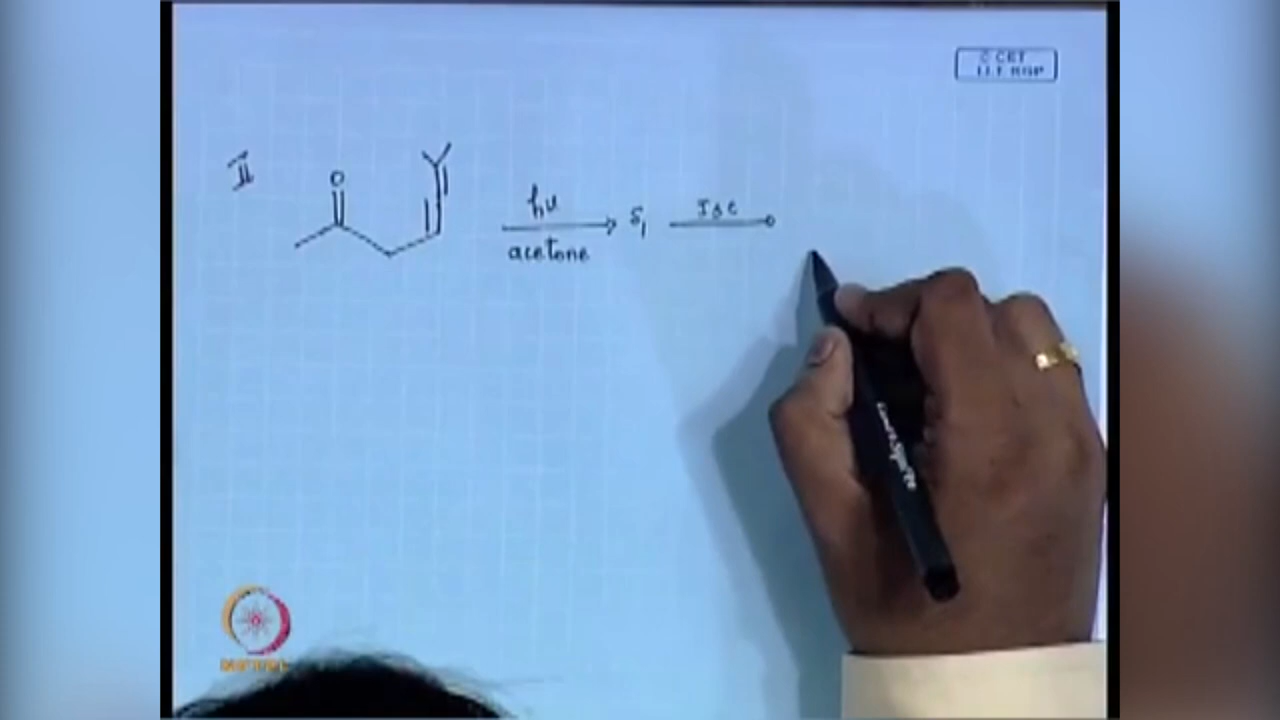 © CET
I.I.T. KGP
II
O
hν
acetone
S₁
ISC
NPTEL